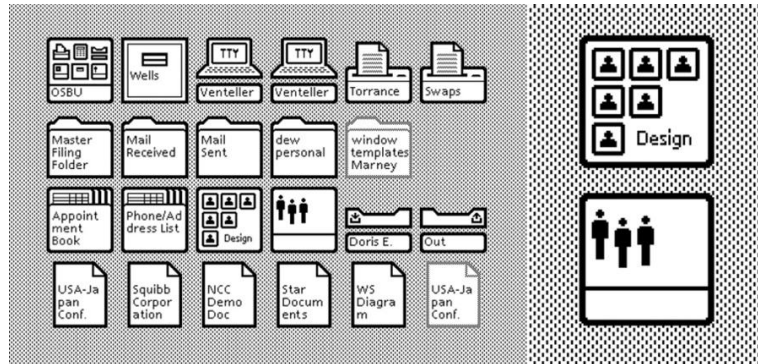 OSBU
Wells
TTY
Venteller
TTY
Venteller
Torrance
Swaps
Master
Filing
Folder
Mail
Received
Mail
Sent
dew
personal
window
templates
Marney
Appoint
ment
Book
Phone/Ad
dress List
Design
Doris E.
Out
USA-Ja
pan
Conf.
Squibb
Corpor
ation
NCC
Demo
Doc
Star
Docum
ents
WS
Diagra
m
USA-Ja
pan
Conf.
Design